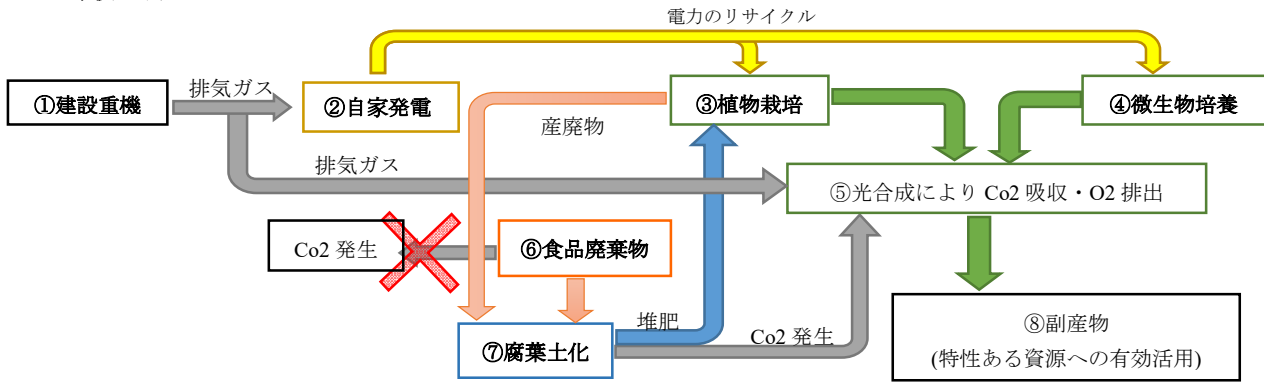 電力のリサイクル
①建設重機
排気ガス
②自家発電
③植物栽培
④微生物培養
産廃物
排気ガス
⑤光合成により Co2 吸収・O2 排出
Co2 発生
⑥食品廃棄物
⑦腐葉土化
堆肥
Co2 発生
⑧副産物
(特性ある資源への有効活用)